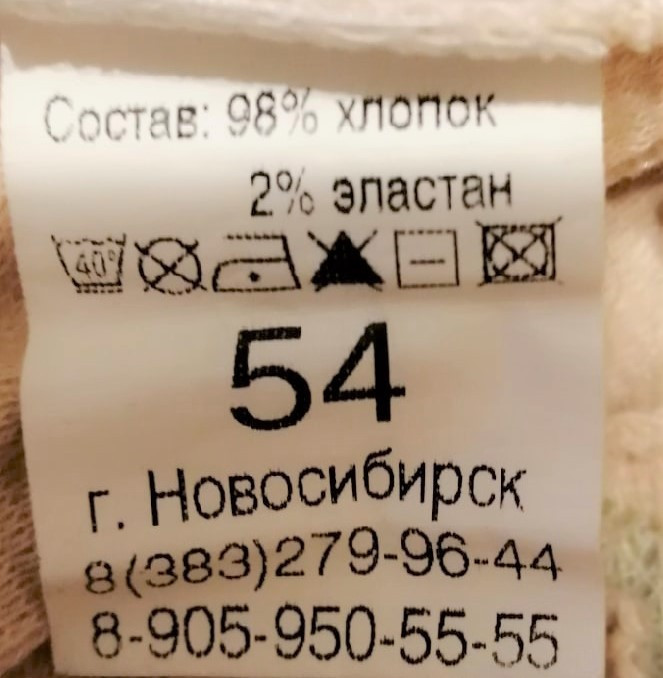 Состав: 98% хлопок
2% эластан
40°
54
г. Новосибирск
8(383)279-96-44
8-905-950-55-55